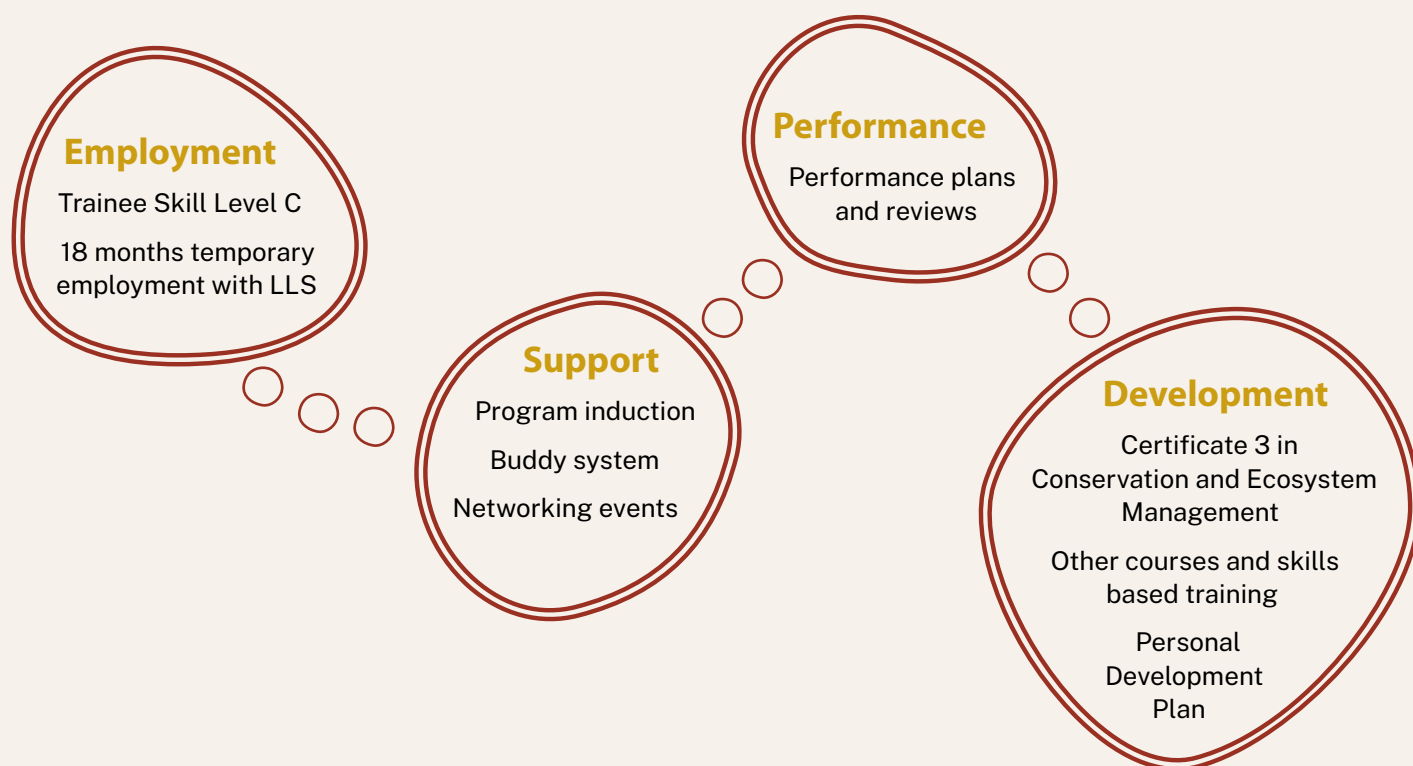 Employment
Trainee Skill Level C
18 months temporary
employment with LLS
Support
Program induction
Buddy system
Networking events
Performance
Performance plans
and reviews
Development
Certificate 3 in
Conservation and Ecosystem
Management
Other courses and skills
based training
Personal
Development
Plan